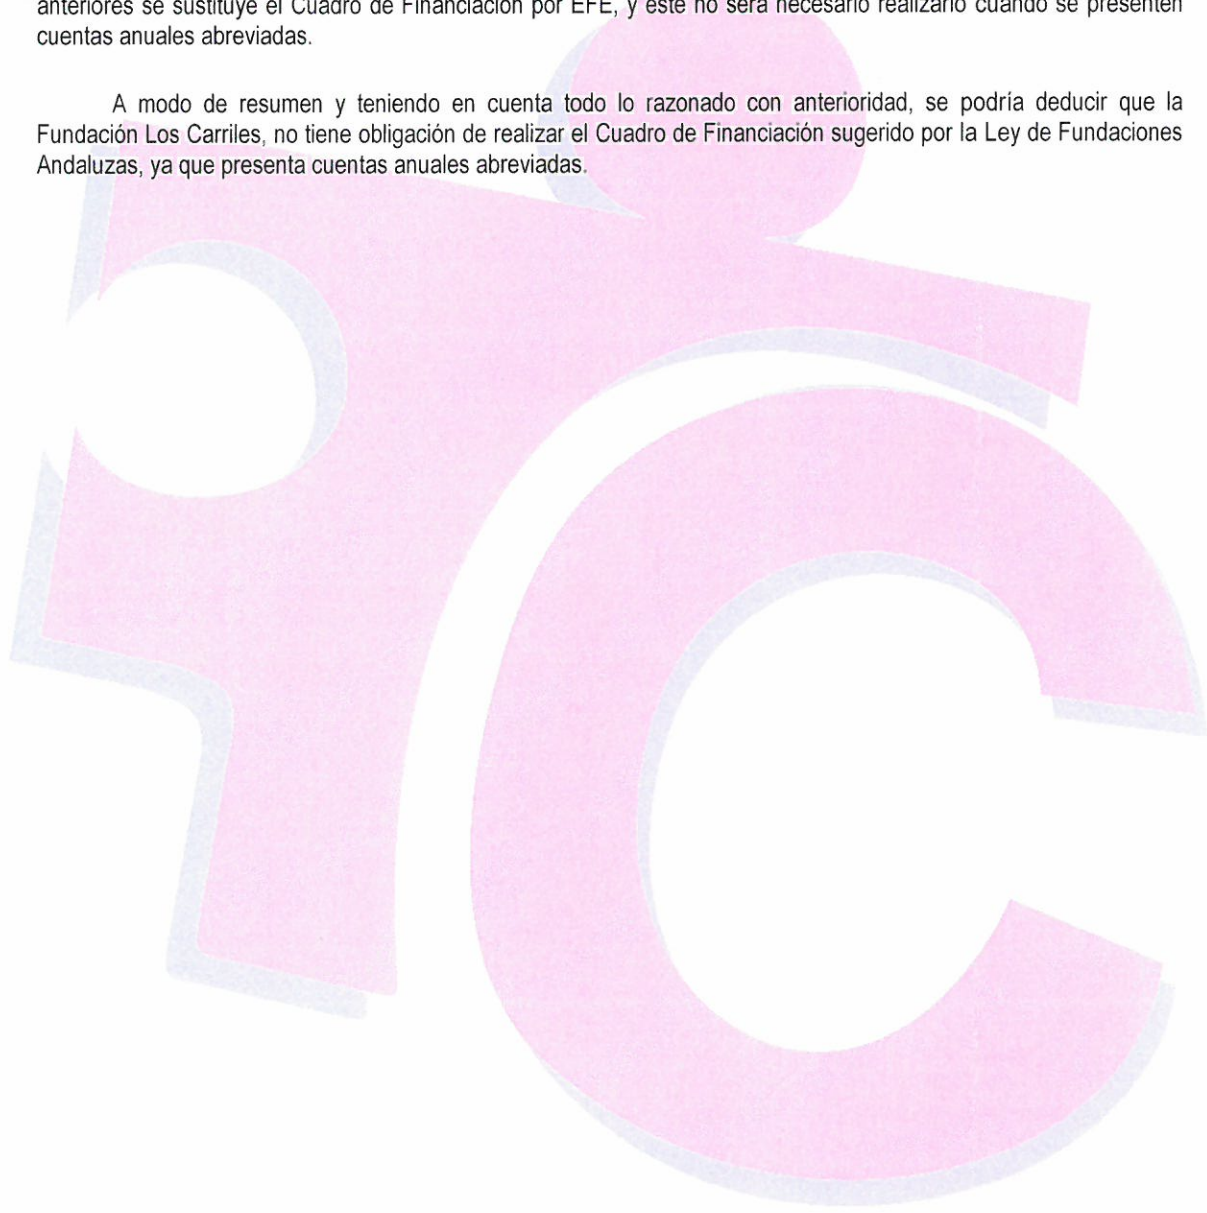 anteriores se sustituye el Cuadro de Financiación por EFE, y este no será necesario realizarlo cuando se presenten
cuentas anuales abreviadas.
A modo de resumen y teniendo en cuenta todo lo razonado con anterioridad, se podría deducir que la
Fundación Los Carriles, no tiene obligación de realizar el Cuadro de Financiación sugerido por la Ley de Fundaciones
Andaluzas, ya que presenta cuentas anuales abreviadas.